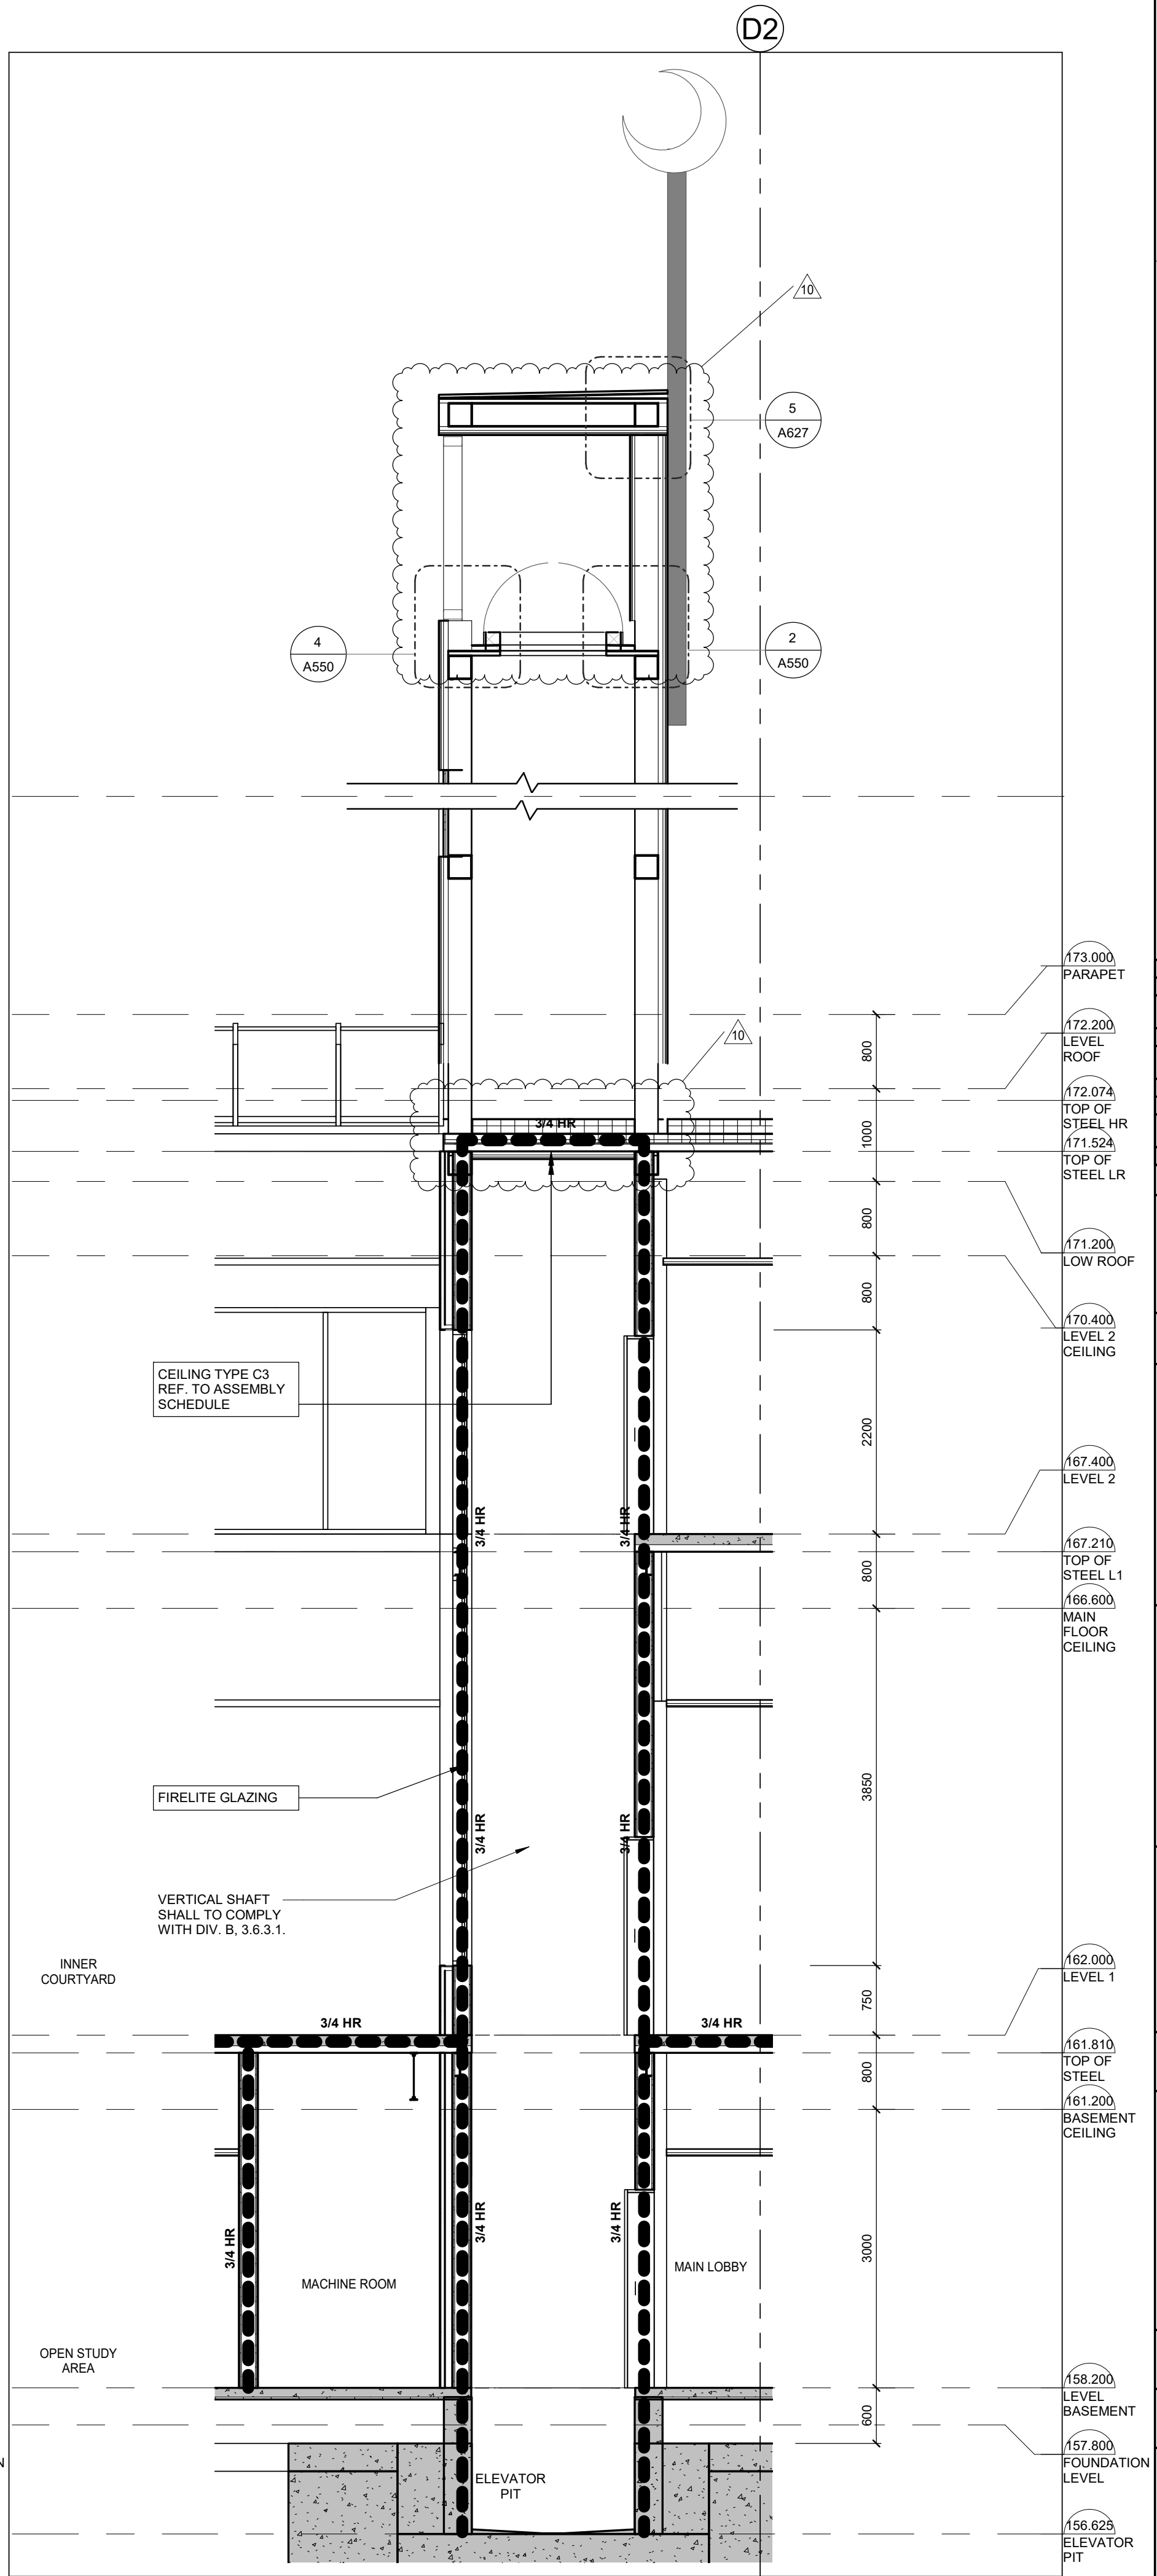 D2
10
5
A627
4
A550
2
A550
173.000
PARAPET
10
172.200
LEVEL
ROOF
800
172.074
TOP OF
STEEL HR
3/4 HR
1000
171.524
TOP OF
STEEL LR
800
171.200
LOW ROOF
800
170.400
LEVEL 2
CEILING
CEILING TYPE C3
REF. TO ASSEMBLY
SCHEDULE
2200
167.400
LEVEL 2
3/4 HR
3/4 HR
167.210
TOP OF
STEEL L1
800
166.600
MAIN
FLOOR
CEILING
FIRELITE GLAZING
3850
3/4 HR
3/4 HR
VERTICAL SHAFT
SHALL TO COMPLY
WITH DIV. B, 3.6.3.1.
INNER
COURTYARD
162.000
LEVEL 1
750
3/4 HR
3/4 HR
161.810
TOP OF
STEEL
800
161.200
BASEMENT
CEILING
3/4 HR
3/4 HR
3/4 HR
3000
MAIN LOBBY
MACHINE ROOM
OPEN STUDY
AREA
158.200
LEVEL
BASEMENT
600
157.800
FOUNDATION
LEVEL
N
ELEVATOR
PIT
156.625
ELEVATOR
PIT